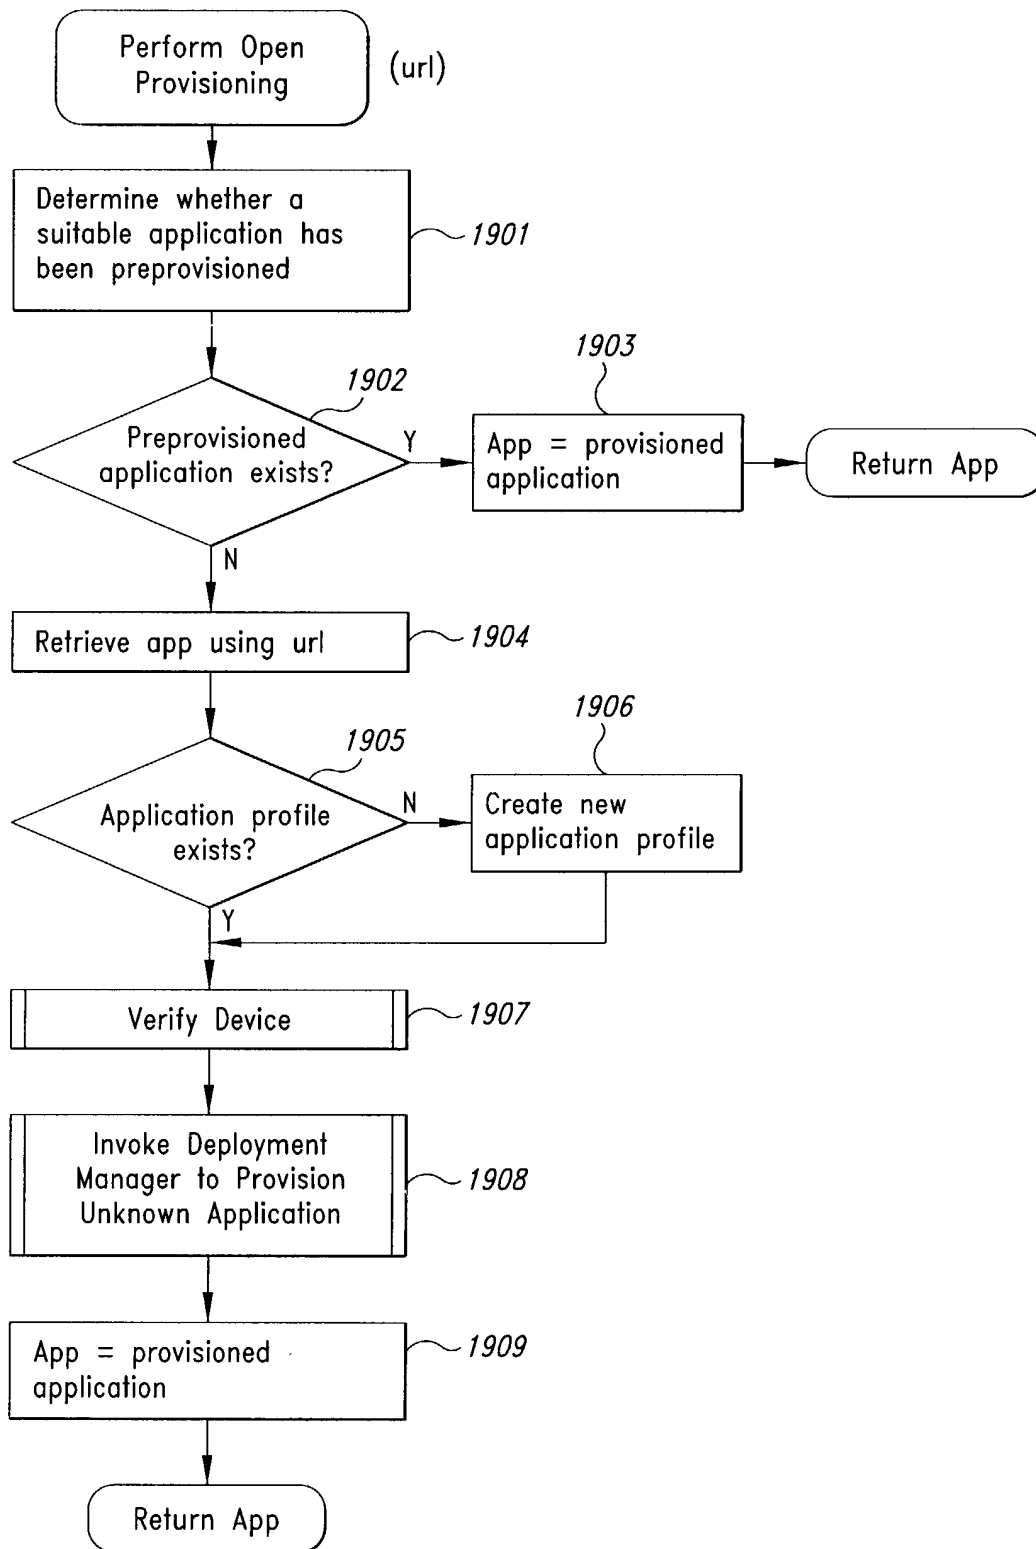 Perform Open
Provisioning
(url)
Determine whether a
suitable application has
been preprovisioned
1901
1902
Preprovisioned
application exists?
Y
N
1903
App = provisioned
application
Return App
Retrieve app using url
1904
1905
Application profile
exists?
N
Y
1906
Create new
application profile
Verify Device
1907
Invoke Deployment
Manager to Provision
Unknown Application
1908
App = provisioned
application
1909
Return App